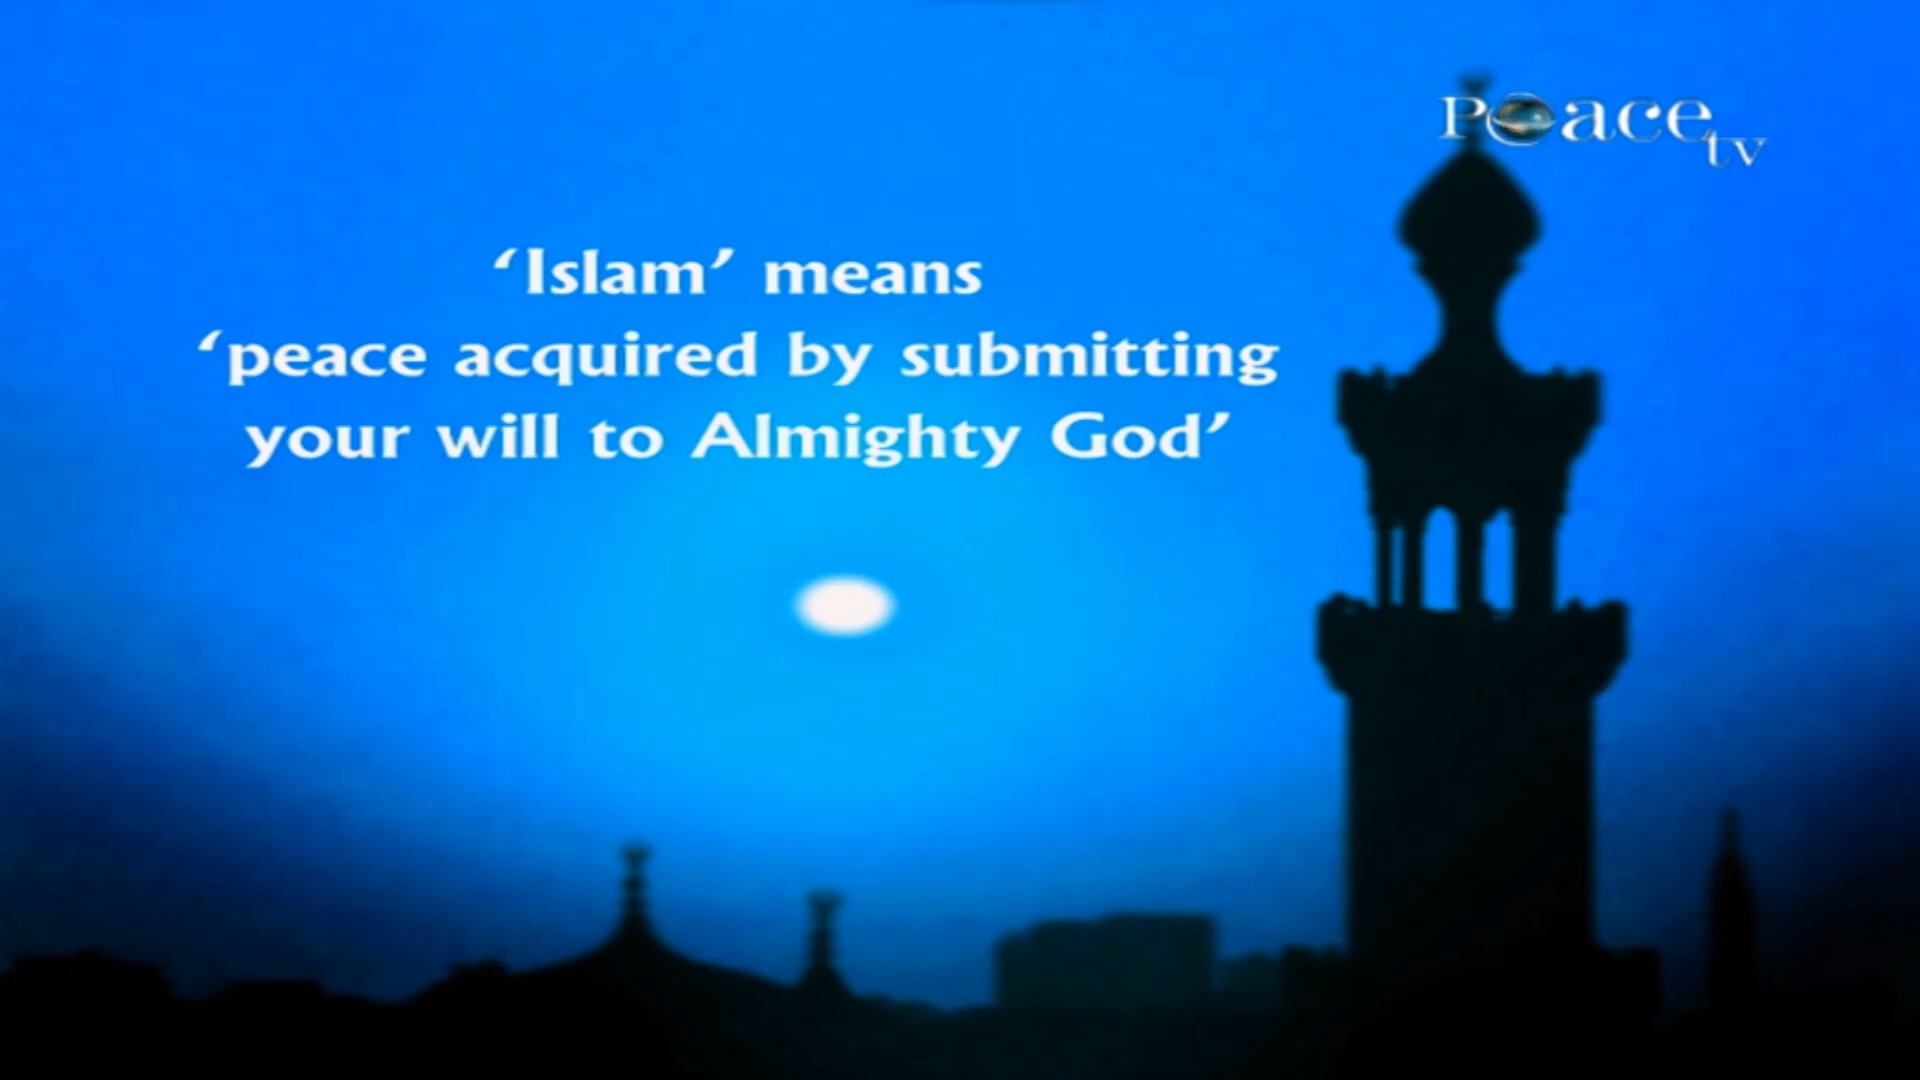 Peace tv
‘Islam’ means
‘peace acquired by submitting
your will to Almighty God’